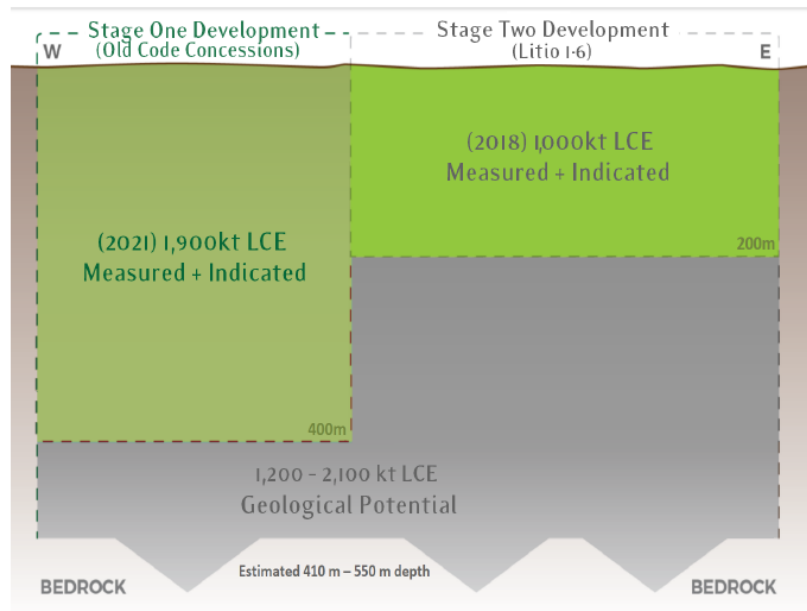 Stage One Development
(Old Code Concessions)
Stage Two Development
(Litio 1-6)
W
E
(2018) 1,000kt LCE
Measured + Indicated
200m
(2021) 1,900kt LCE
Measured + Indicated
400m
1,200 - 2,100 kt LCE
Geological Potential
Estimated 410 m – 550 m depth
BEDROCK
BEDROCK